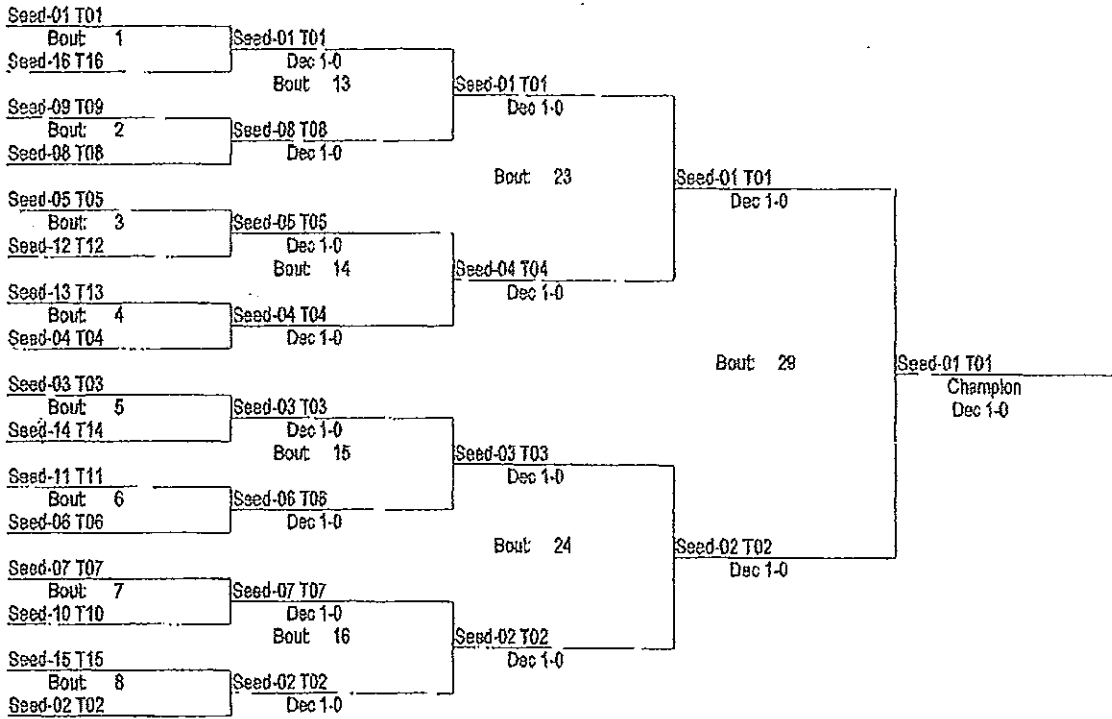 Seed-01 T01
Bout: 1
Seed-16 T16
Seed-09 T09
Bout: 2
Seed-08 T08
Seed-05 T05
Bout: 3
Seed-12 T12
Seed-13 T13
Bout: 4
Seed-04 T04
Seed-03 T03
Bout: 5
Seed-14 T14
Seed-11 T11
Bout: 6
Seed-06 T06
Seed-07 T07
Bout: 7
Seed-10 T10
Seed-15 T15
Bout: 8
Seed-02 T02
Seed-01 T01
Dec 1-0
Bout: 13
Seed-08 T08
Dec 1-0
Seed-05 T05
Dec 1-0
Bout: 14
Seed-04 T04
Dec 1-0
Seed-03 T03
Dec 1-0
Bout: 15
Seed-06 T06
Dec 1-0
Seed-07 T07
Dec 1-0
Bout: 16
Seed-02 T02
Dec 1-0
Seed-01 T01
Dec 1-0
Bout: 23
Seed-04 T04
Dec 1-0
Seed-03 T03
Dec 1-0
Bout: 24
Seed-02 T02
Dec 1-0
Seed-01 T01
Dec 1-0
Bout: 29
Seed-02 T02
Dec 1-0
Seed-01 T01
Champion
Dec 1-0